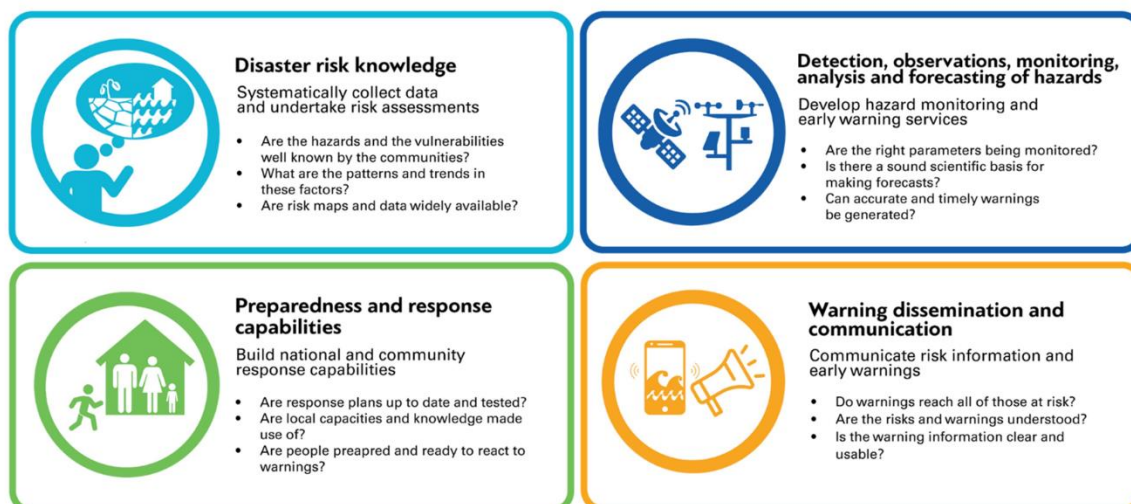 Disaster risk knowledge
Systematically collect data
and undertake risk assessments
• Are the hazards and the vulnerabilities
well known by the communities?
• What are the patterns and trends in
these factors?
• Are risk maps and data widely available?
Detection, observations, monitoring,
analysis and forecasting of hazards
Develop hazard monitoring and
early warning services
• Are the right parameters being monitored?
• Is there a sound scientific basis for
making forecasts?
• Can accurate and timely warnings
be generated?
Preparedness and response
capabilities
Build national and community
response capabilities
• Are response plans up to date and tested?
• Are local capacities and knowledge made
use of?
• Are people preapred and ready to react to
warnings?
Warning dissemination and
communication
Communicate risk information and
early warnings
• Do warnings reach all of those at risk?
• Are the risks and warnings understood?
• Is the warning information clear and
usable?